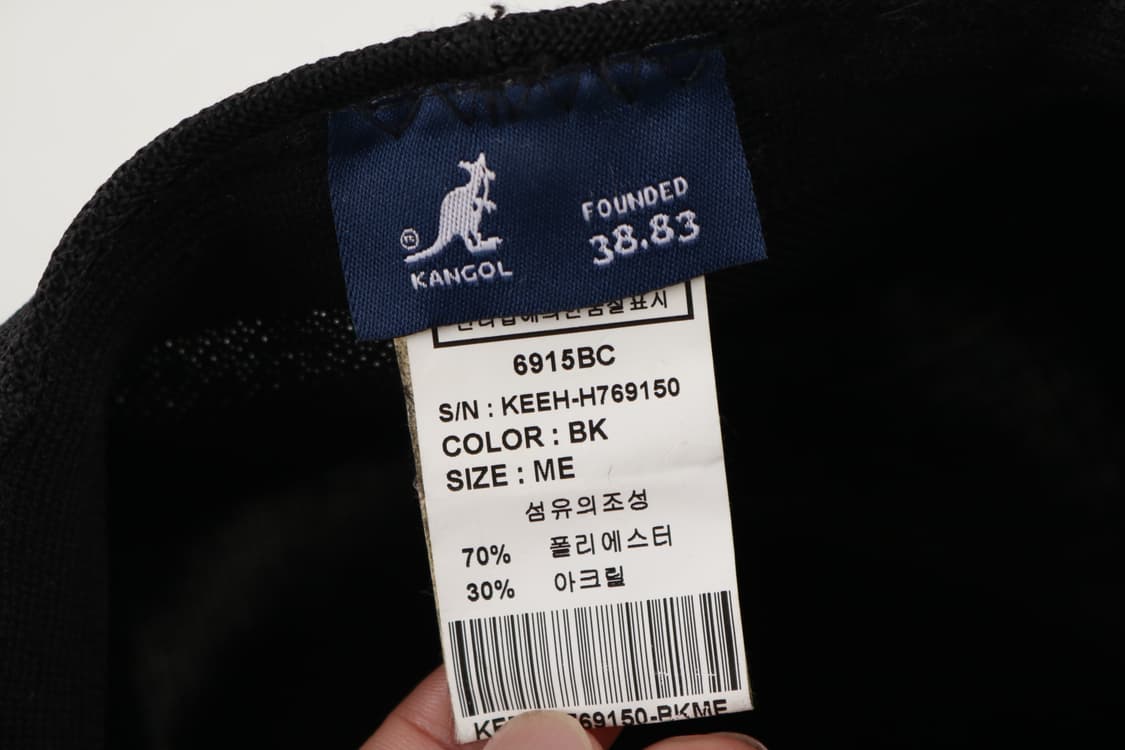 KANGOL
FOUNDED
38.83
6915BC
S/N : KEEH-H769150
COLOR : BK
SIZE : ME
섬유의조성
70% 폴리에스터
30% 아크릴